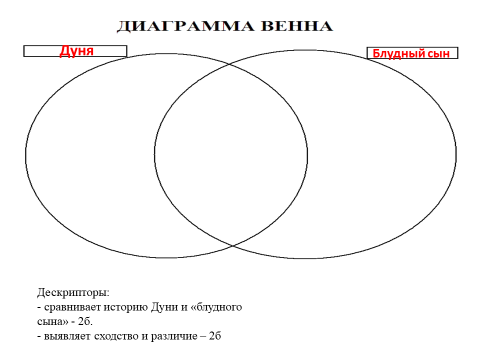 ДИАГРАММА ВЕННА
Дуня
Блудный сын
Дескрипторы:
- сравнивает историю Дуни и «блудного
сына» - 2б.
- выявляет сходство и различие – 2б